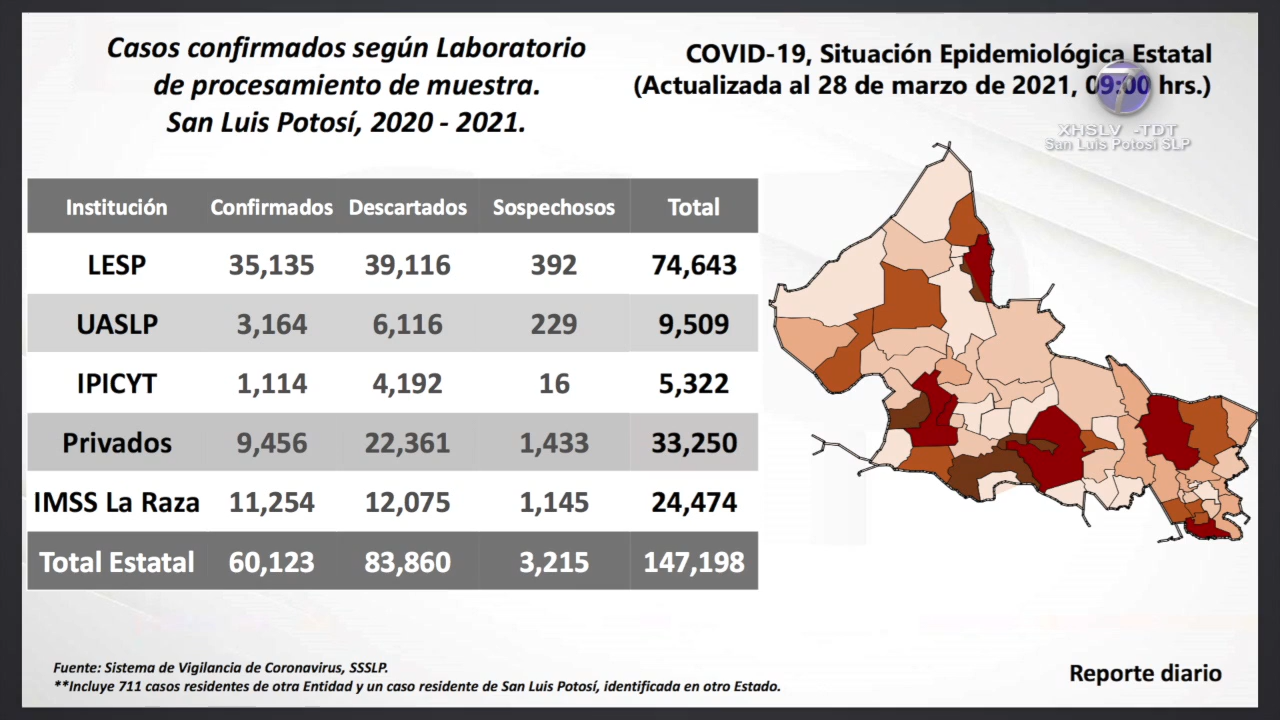 Casos confirmados según Laboratorio
de procesamiento de muestra.
San Luis Potosí, 2020 - 2021.
COVID-19, Situación Epidemiológica Estatal
(Actualizada al 28 de marzo de 2021, 09:00 hrs.)
7
XHSLV -TDT
San Luis Potosí SLP
Institución Confirmados Descartados Sospechosos Total
LESP 35,135 39,116 392 74,643
UASLP 3,164 6,116 229 9,509
IPICYT 1,114 4,192 16 5,322
Privados 9,456 22,361 1,433 33,250
IMSS La Raza 11,254 12,075 1,145 24,474
Total Estatal 60,123 83,860 3,215 147,198
Fuente: Sistema de Vigilancia de Coronavirus, SSSLP.
**Incluye 711 casos residentes de otra Entidad y un caso residente de San Luis Potosí, identificada en otro Estado.
Reporte diario